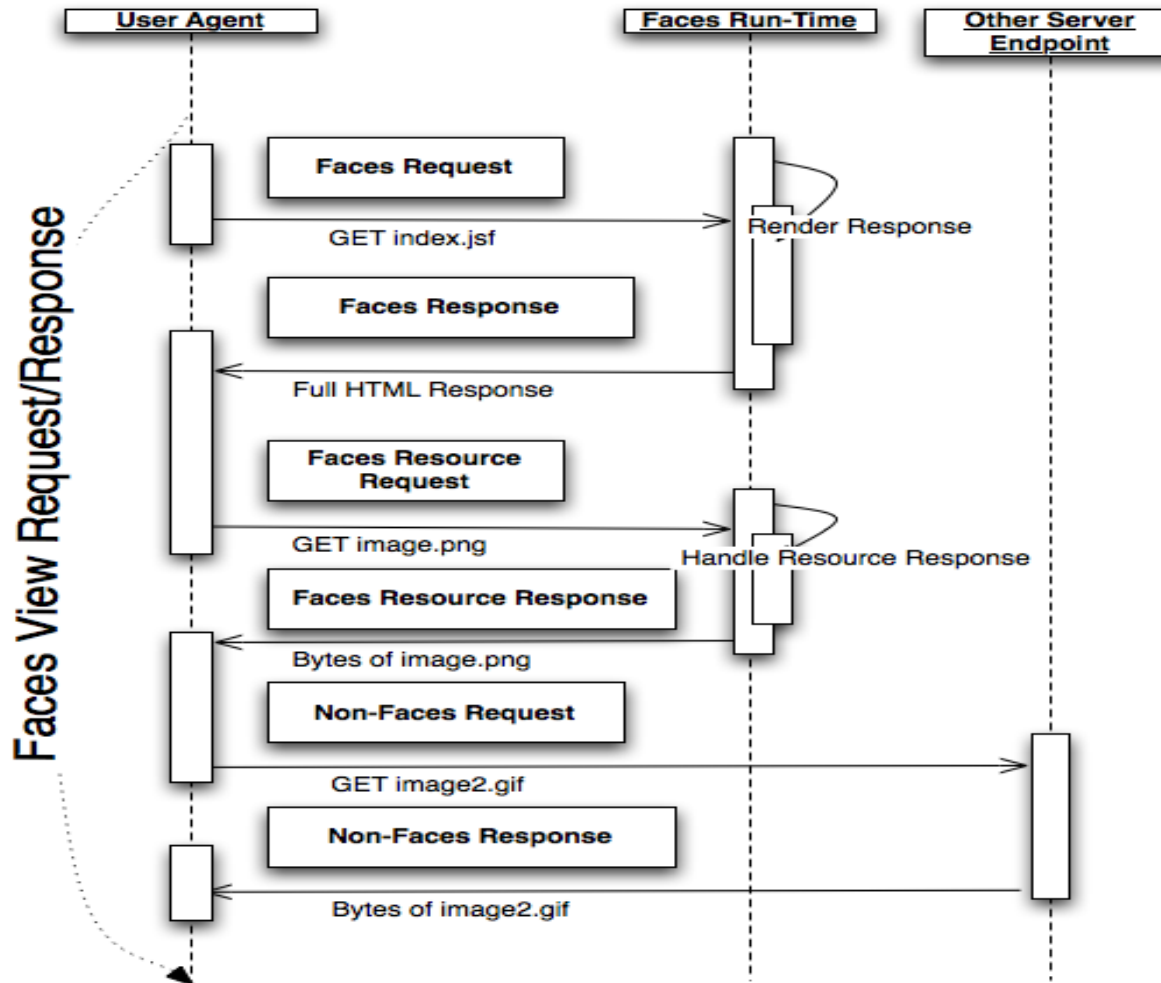 User Agent
Faces Run-Time
Other Server
Endpoint
Faces View Request/Response
Faces Request
GET index.jsf
Render Response
Faces Response
Full HTML Response
Faces Resource
Request
GET image.png
Handle Resource Response
Faces Resource Response
Bytes of image.png
Non-Faces Request
GET image2.gif
Non-Faces Response
Bytes of image2.gif